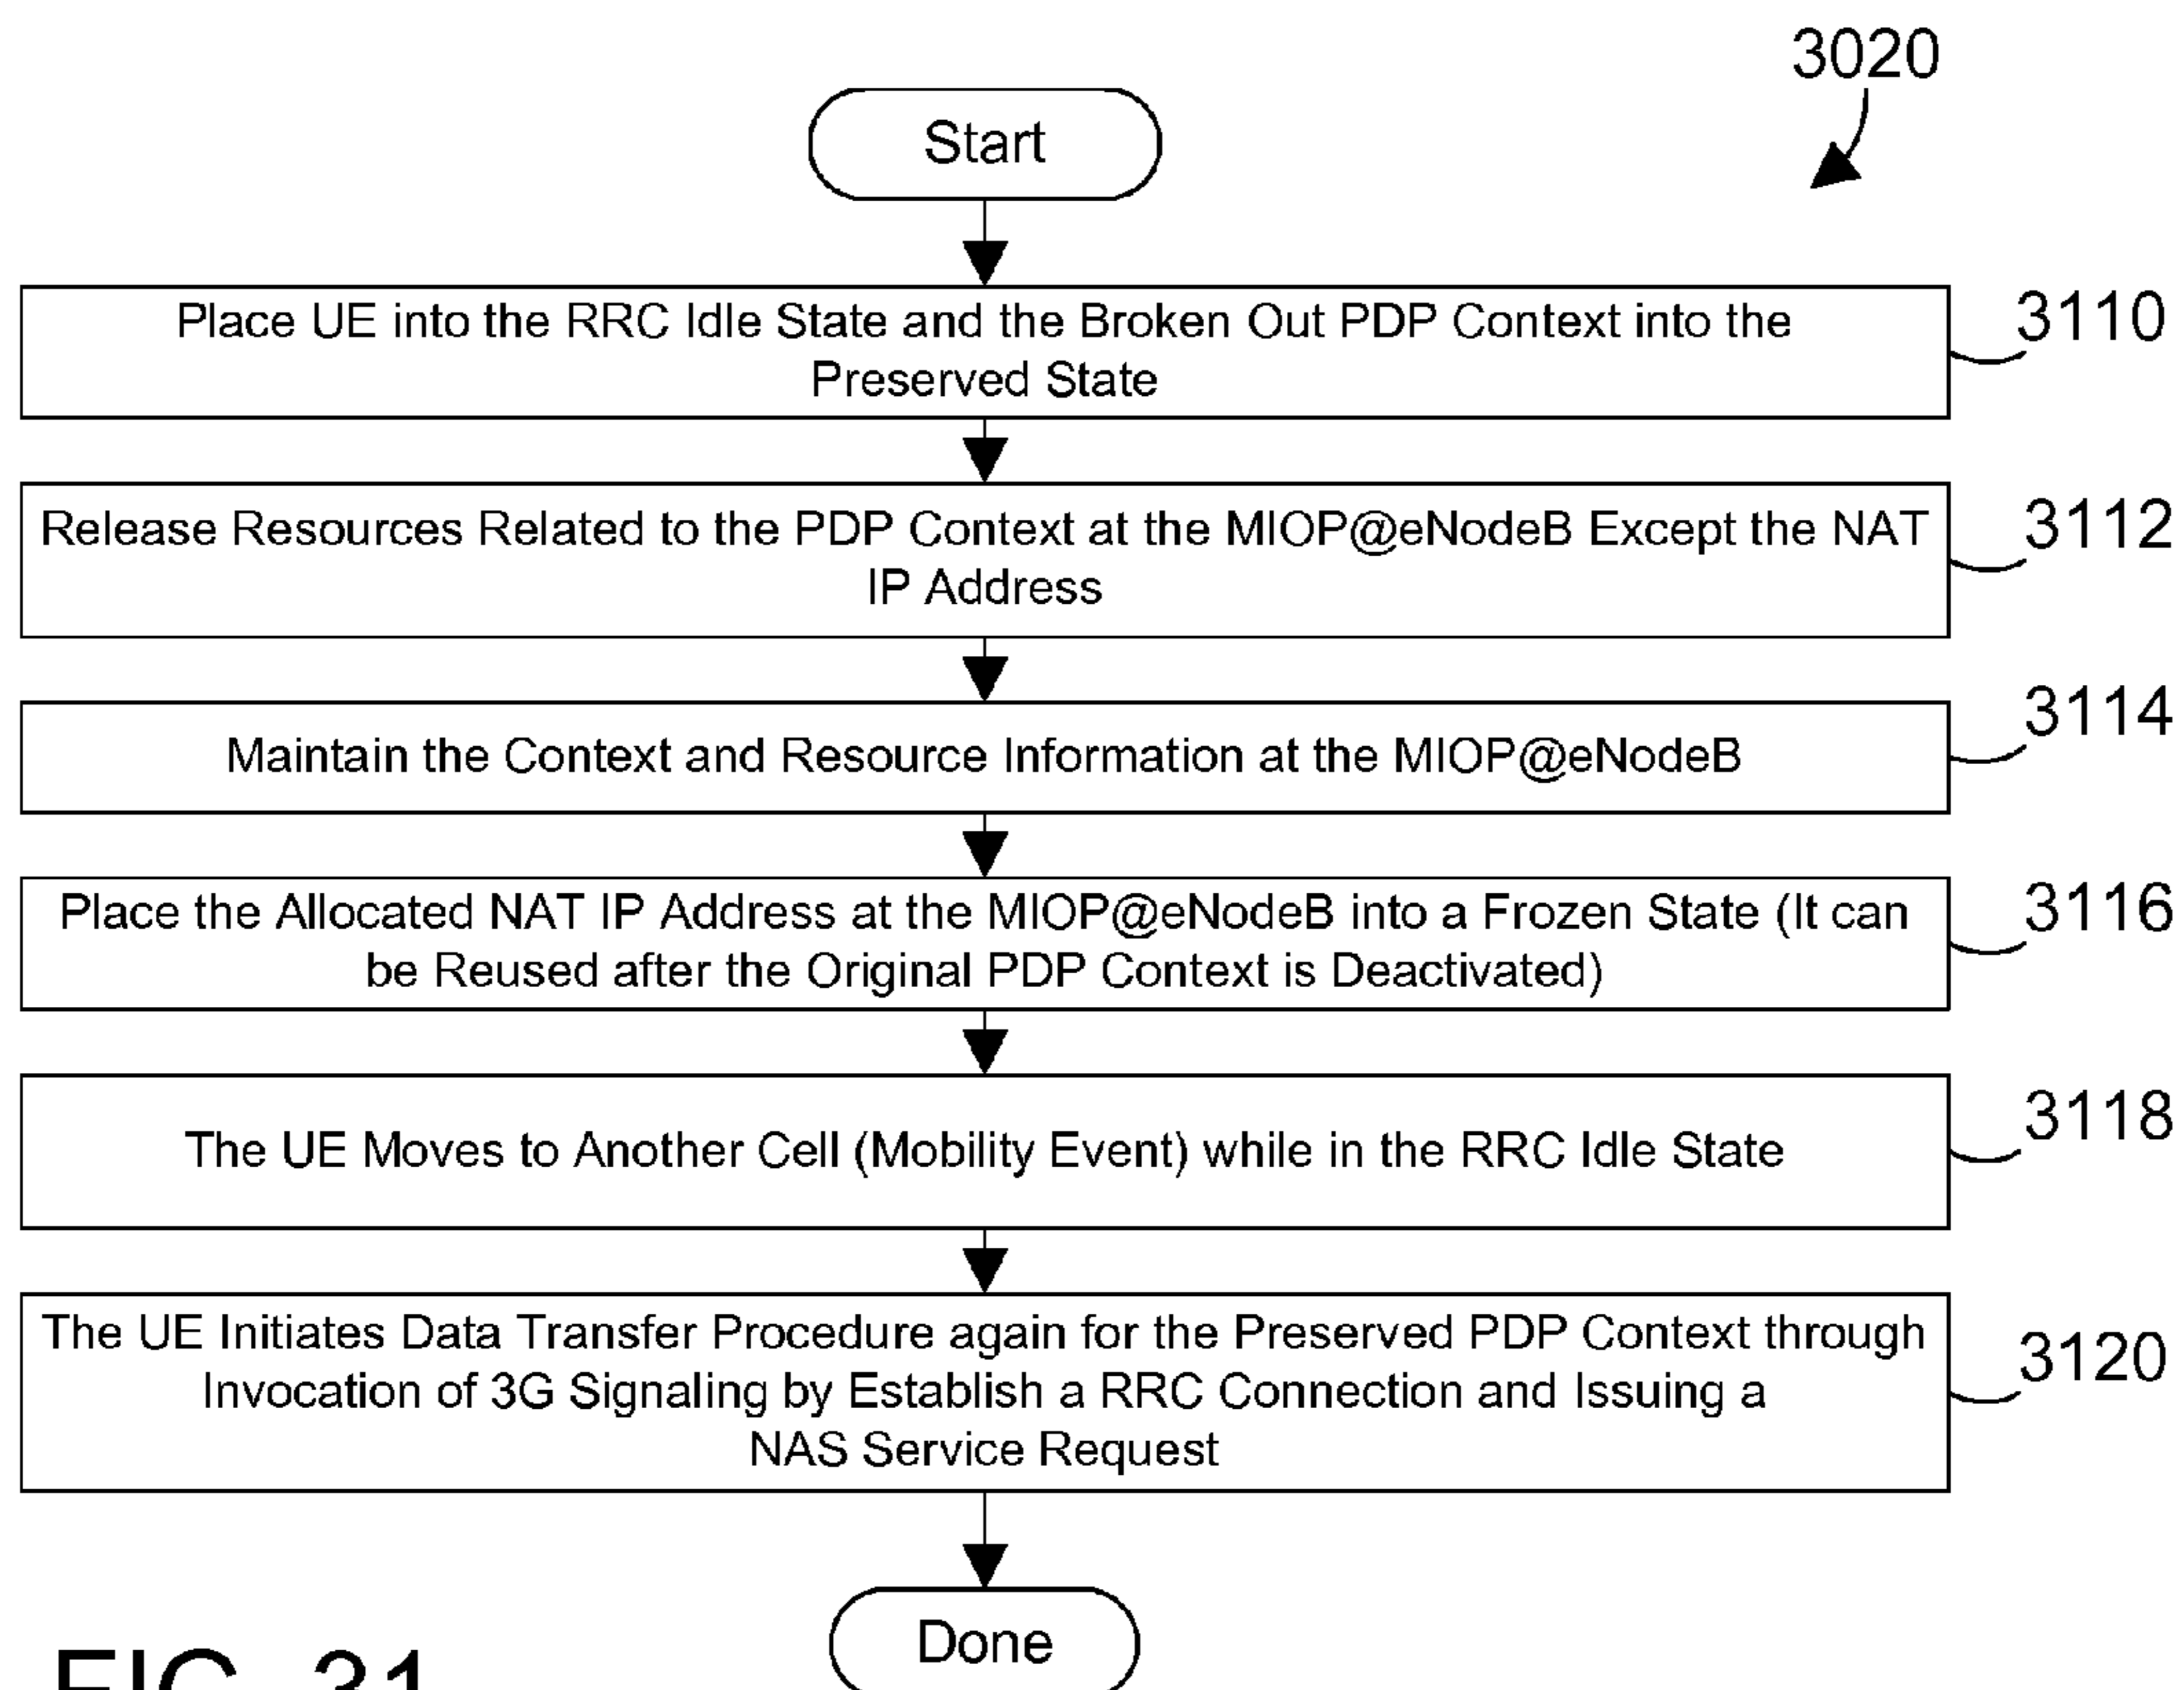 3020
Start
Place UE into the RRC Idle State and the Broken Out PDP Context into the
Preserved State
3110
Release Resources Related to the PDP Context at the MIOP@eNodeB Except the NAT
IP Address
3112
Maintain the Context and Resource Information at the MIOP@eNodeB
3114
Place the Allocated NAT IP Address at the MIOP@eNodeB into a Frozen State (It can
be Reused after the Original PDP Context is Deactivated)
3116
The UE Moves to Another Cell (Mobility Event) while in the RRC Idle State
3118
The UE Initiates Data Transfer Procedure again for the Preserved PDP Context through
Invocation of 3G Signaling by Establish a RRC Connection and Issuing a
NAS Service Request
3120
Done
FIG. 31